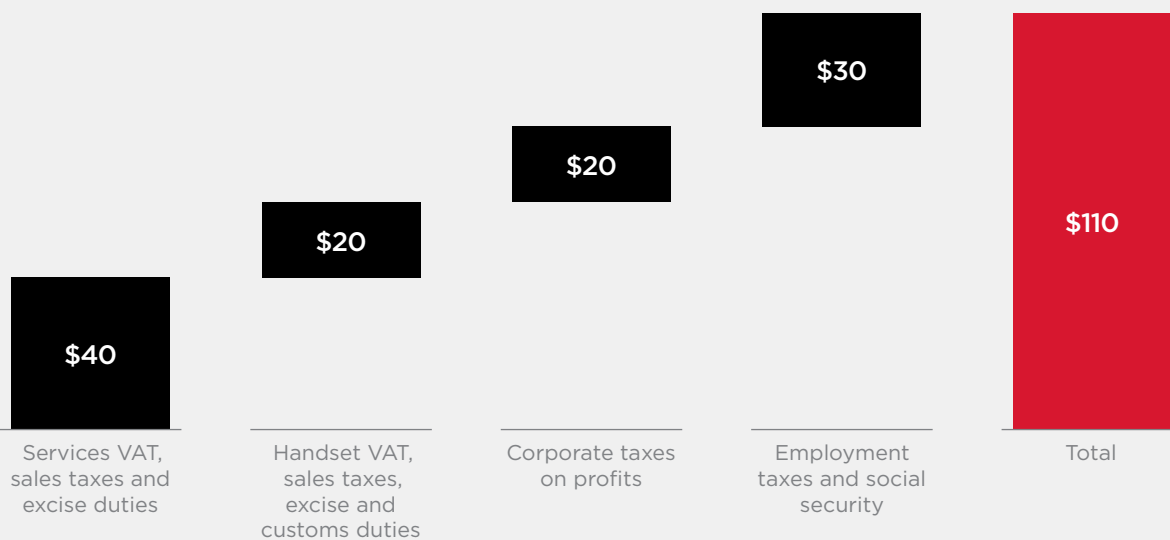 $30
$20
$110
$20
$40
Services VAT,
sales taxes and
excise duties
Handset VAT,
sales taxes,
excise and
customs duties
Corporate taxes
on profits
Employment
taxes and social
security
Total